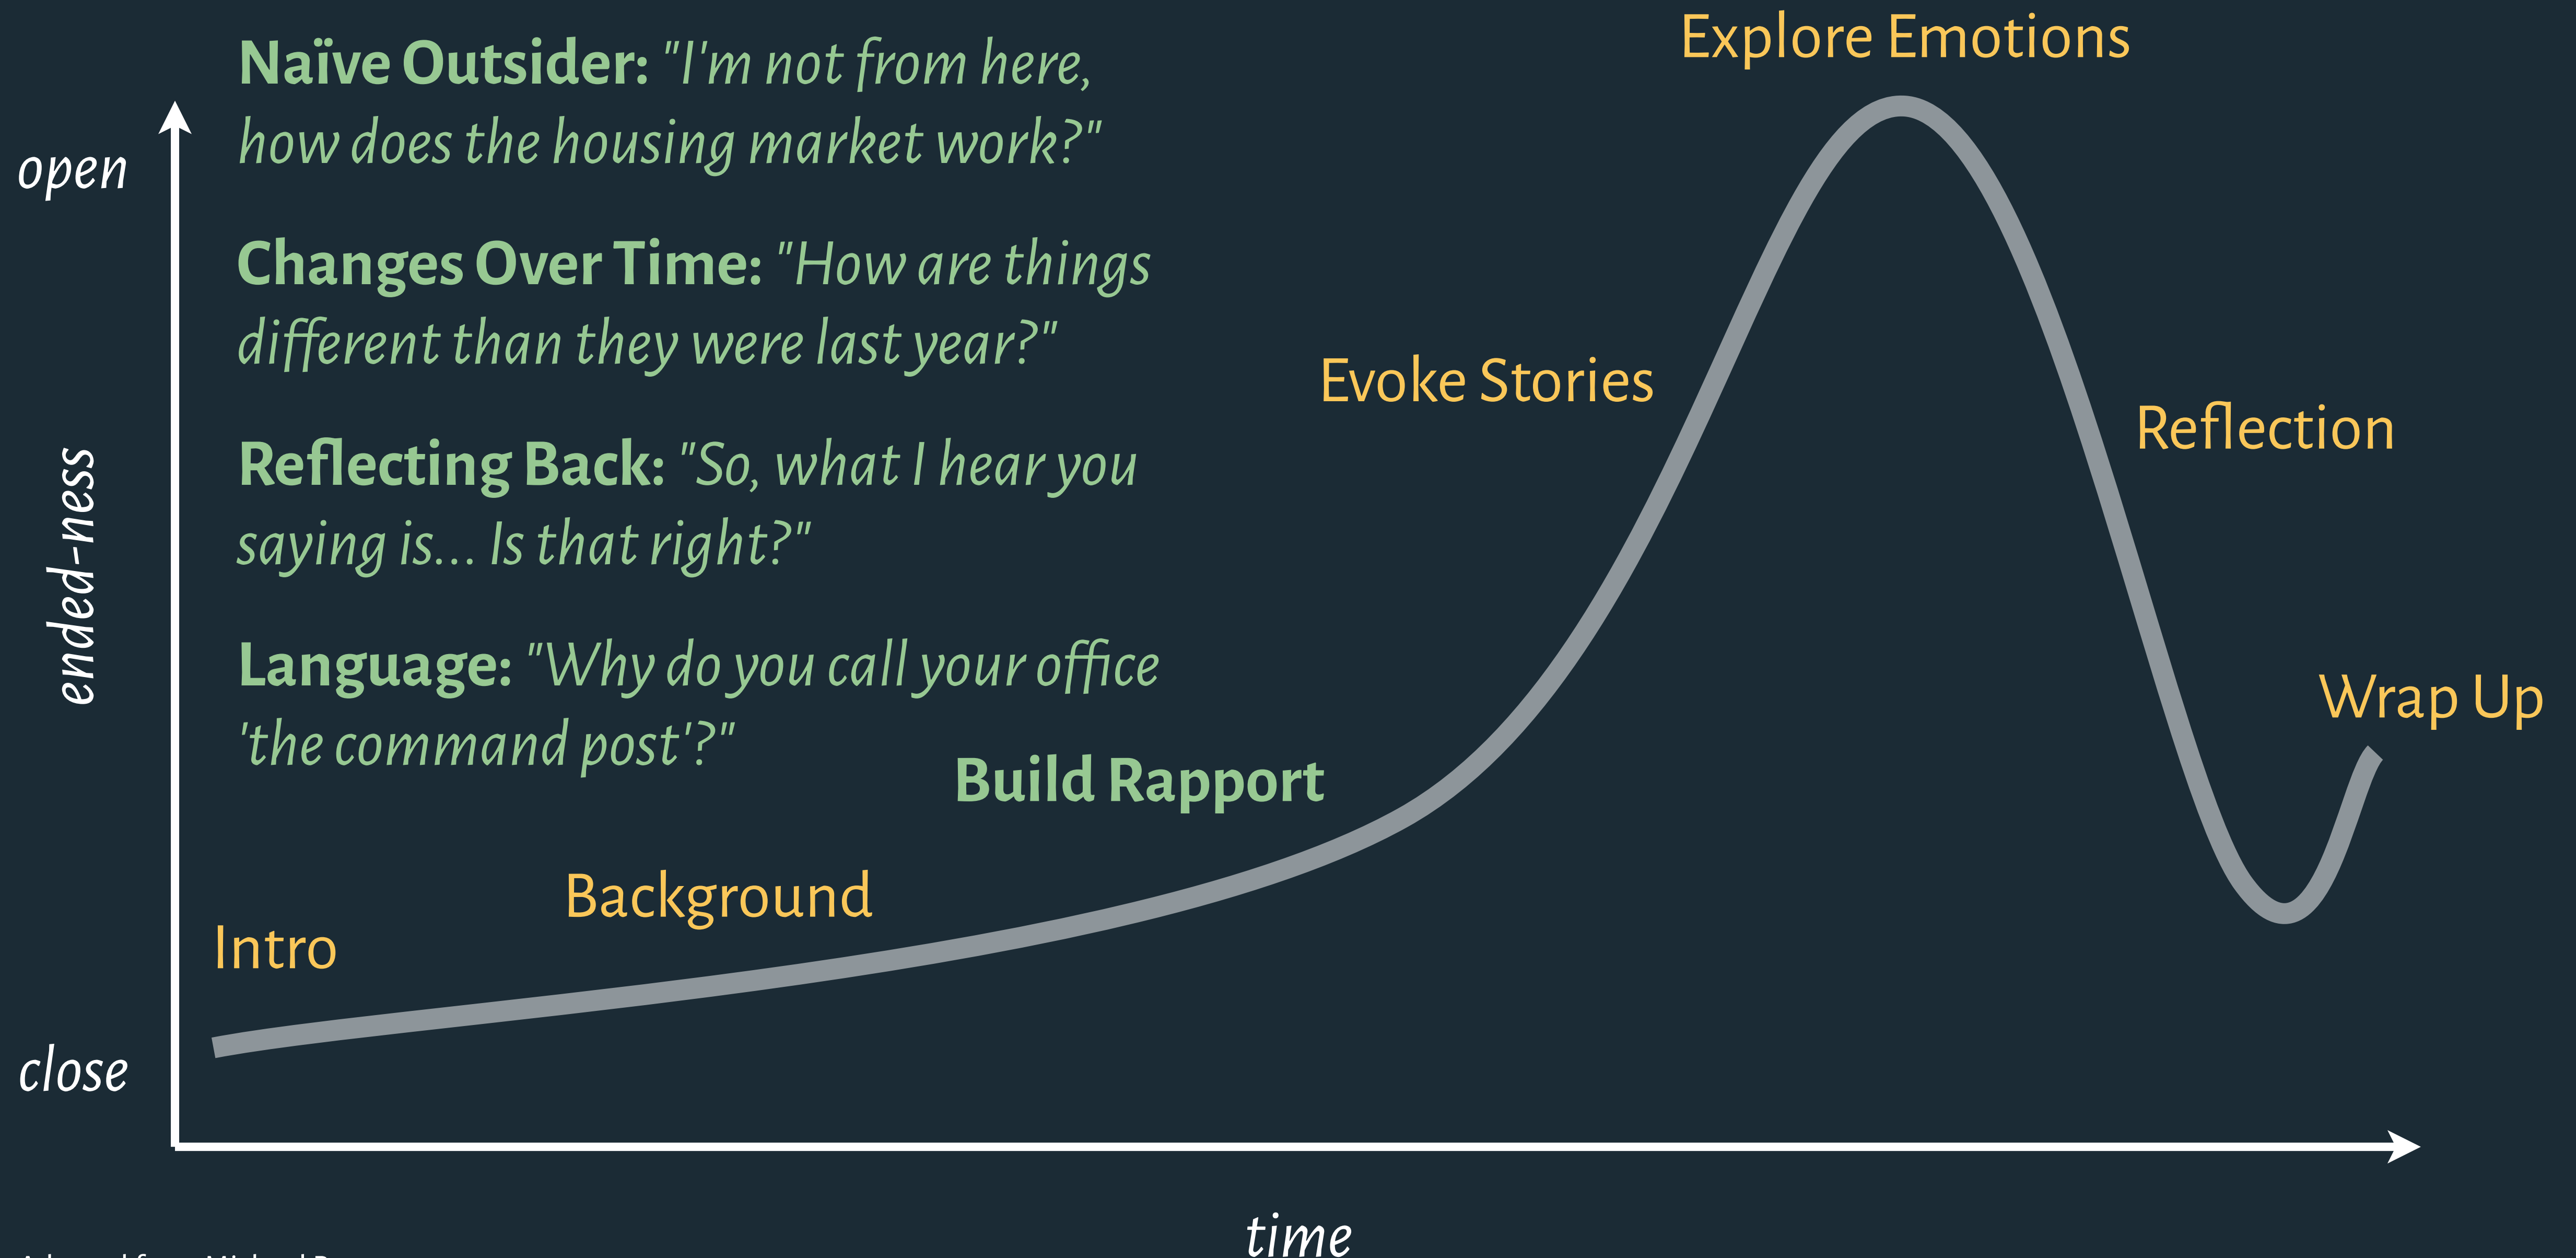 Explore Emotions
Naïve Outsider: "I'm not from here,
how does the housing market work?"
open
Changes Over Time: "How are things
different than they were last year?"
Evoke Stories
Reflection
Reflecting Back: "So, what I hear you
saying is... Is that right?"
ended-ness
Language: "Why do you call your office
'the command post'?"
Wrap Up
Build Rapport
Background
Intro
close
time